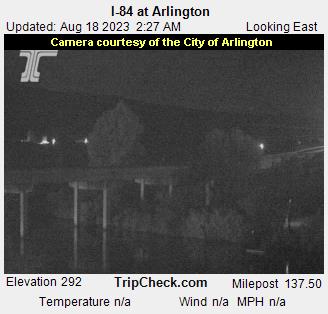 I-84 at Arlington
Updated: Aug 18 2023 2:27 AM Looking East
Camera courtesy of the City of Arlington
Elevation 292 TripCheck.com Milepost 137.50
Temperature n/a Wind n/a MPH n/a